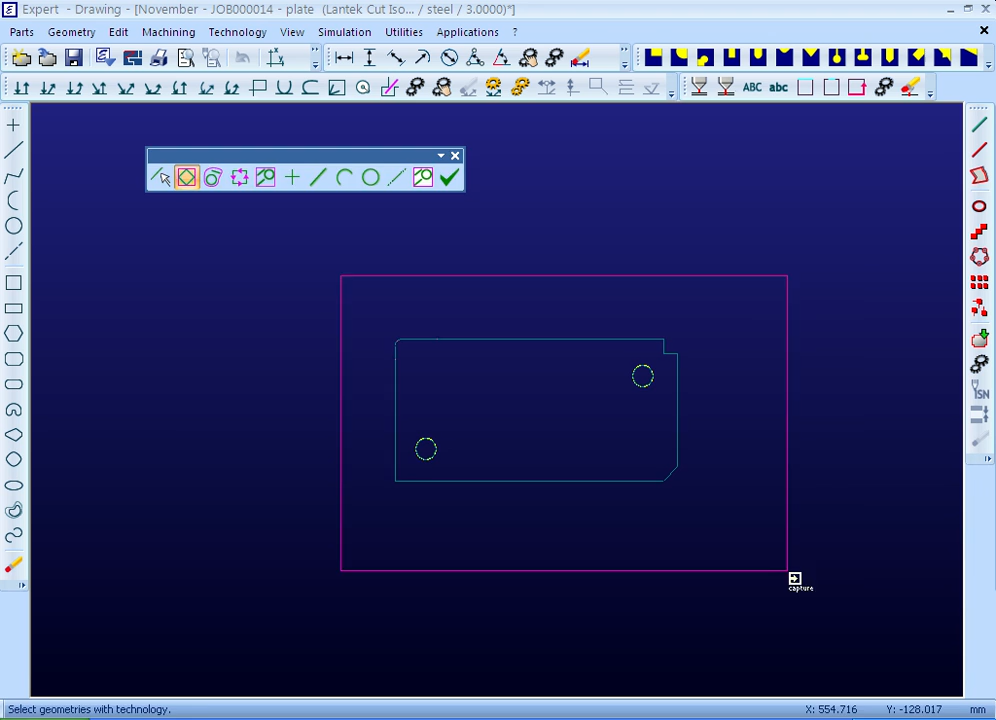 Expert - Drawing - [November - JOB000014 - plate (Lantek Cut Iso... / steel / 3.0000)*]
Parts Geometry Edit Machining Technology View Simulation Utilities Applications ?
ABC abc
ISN
capture
Select geometries with technology. X: 554.716 Y: -128.017 mm